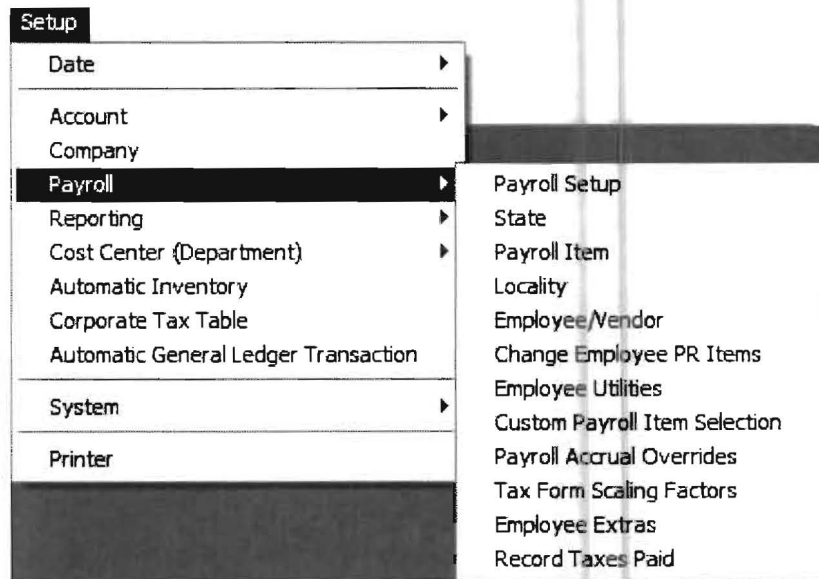 Setup
Date
Account
Company
Payroll
Reporting
Cost Center (Department)
Automatic Inventory
Corporate Tax Table
Automatic General Ledger Transaction
System
Printer
Payroll Setup
State
Payroll Item
Locality
Employee/Vendor
Change Employee PR Items
Employee Utilities
Custom Payroll Item Selection
Payroll Accrual Overrides
Tax Form Scaling Factors
Employee Extras
Record Taxes Paid